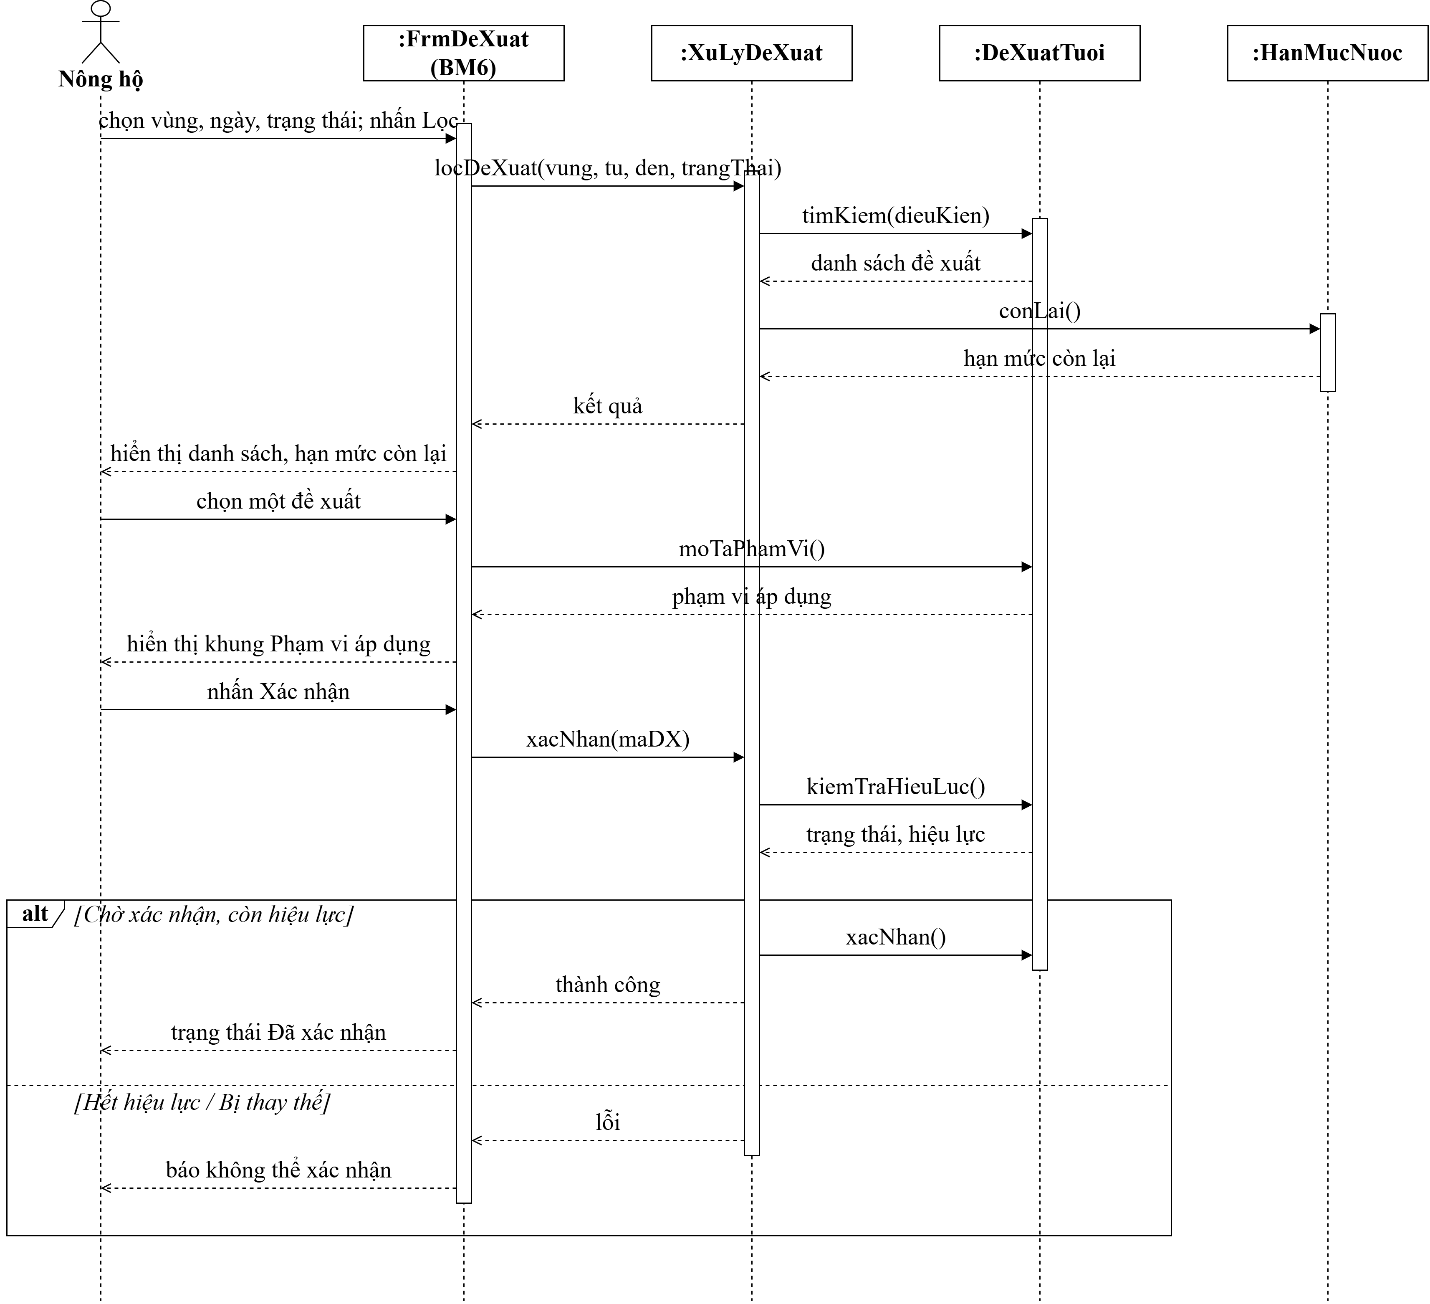 :FrmDeXuat
(BM6)
:XuLyDeXuat
:DeXuatTuoi
:HanMucNuoc
Nông hộ
chọn vùng, ngày, trạng thái; nhấn Lọc
locDeXuat(vung, tu, den, trangThai)
timKiem(dieuKien)
danh sách đề xuất
conLai()
hạn mức còn lại
kết quả
hiển thị danh sách, hạn mức còn lại
chọn một đề xuất
moTaPhamVi()
phạm vi áp dụng
hiển thị khung Phạm vi áp dụng
nhấn Xác nhận
xacNhan(maDX)
kiemTraHieuLuc()
trạng thái, hiệu lực
alt [Chờ xác nhận, còn hiệu lực]
xacNhan()
thành công
trạng thái Đã xác nhận
[Hết hiệu lực / Bị thay thế]
lỗi
báo không thể xác nhận